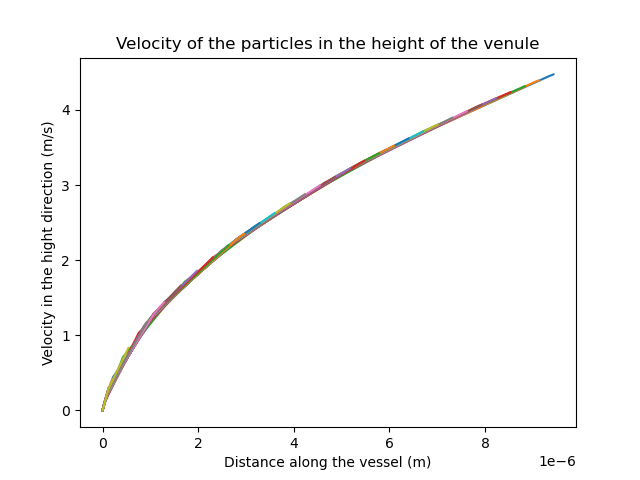 Velocity of the particles in the height of the venule
Velocity in the hight direction (m/s)
4
3
2
1
0
0 2 4 6 8
1e−6
Distance along the vessel (m)